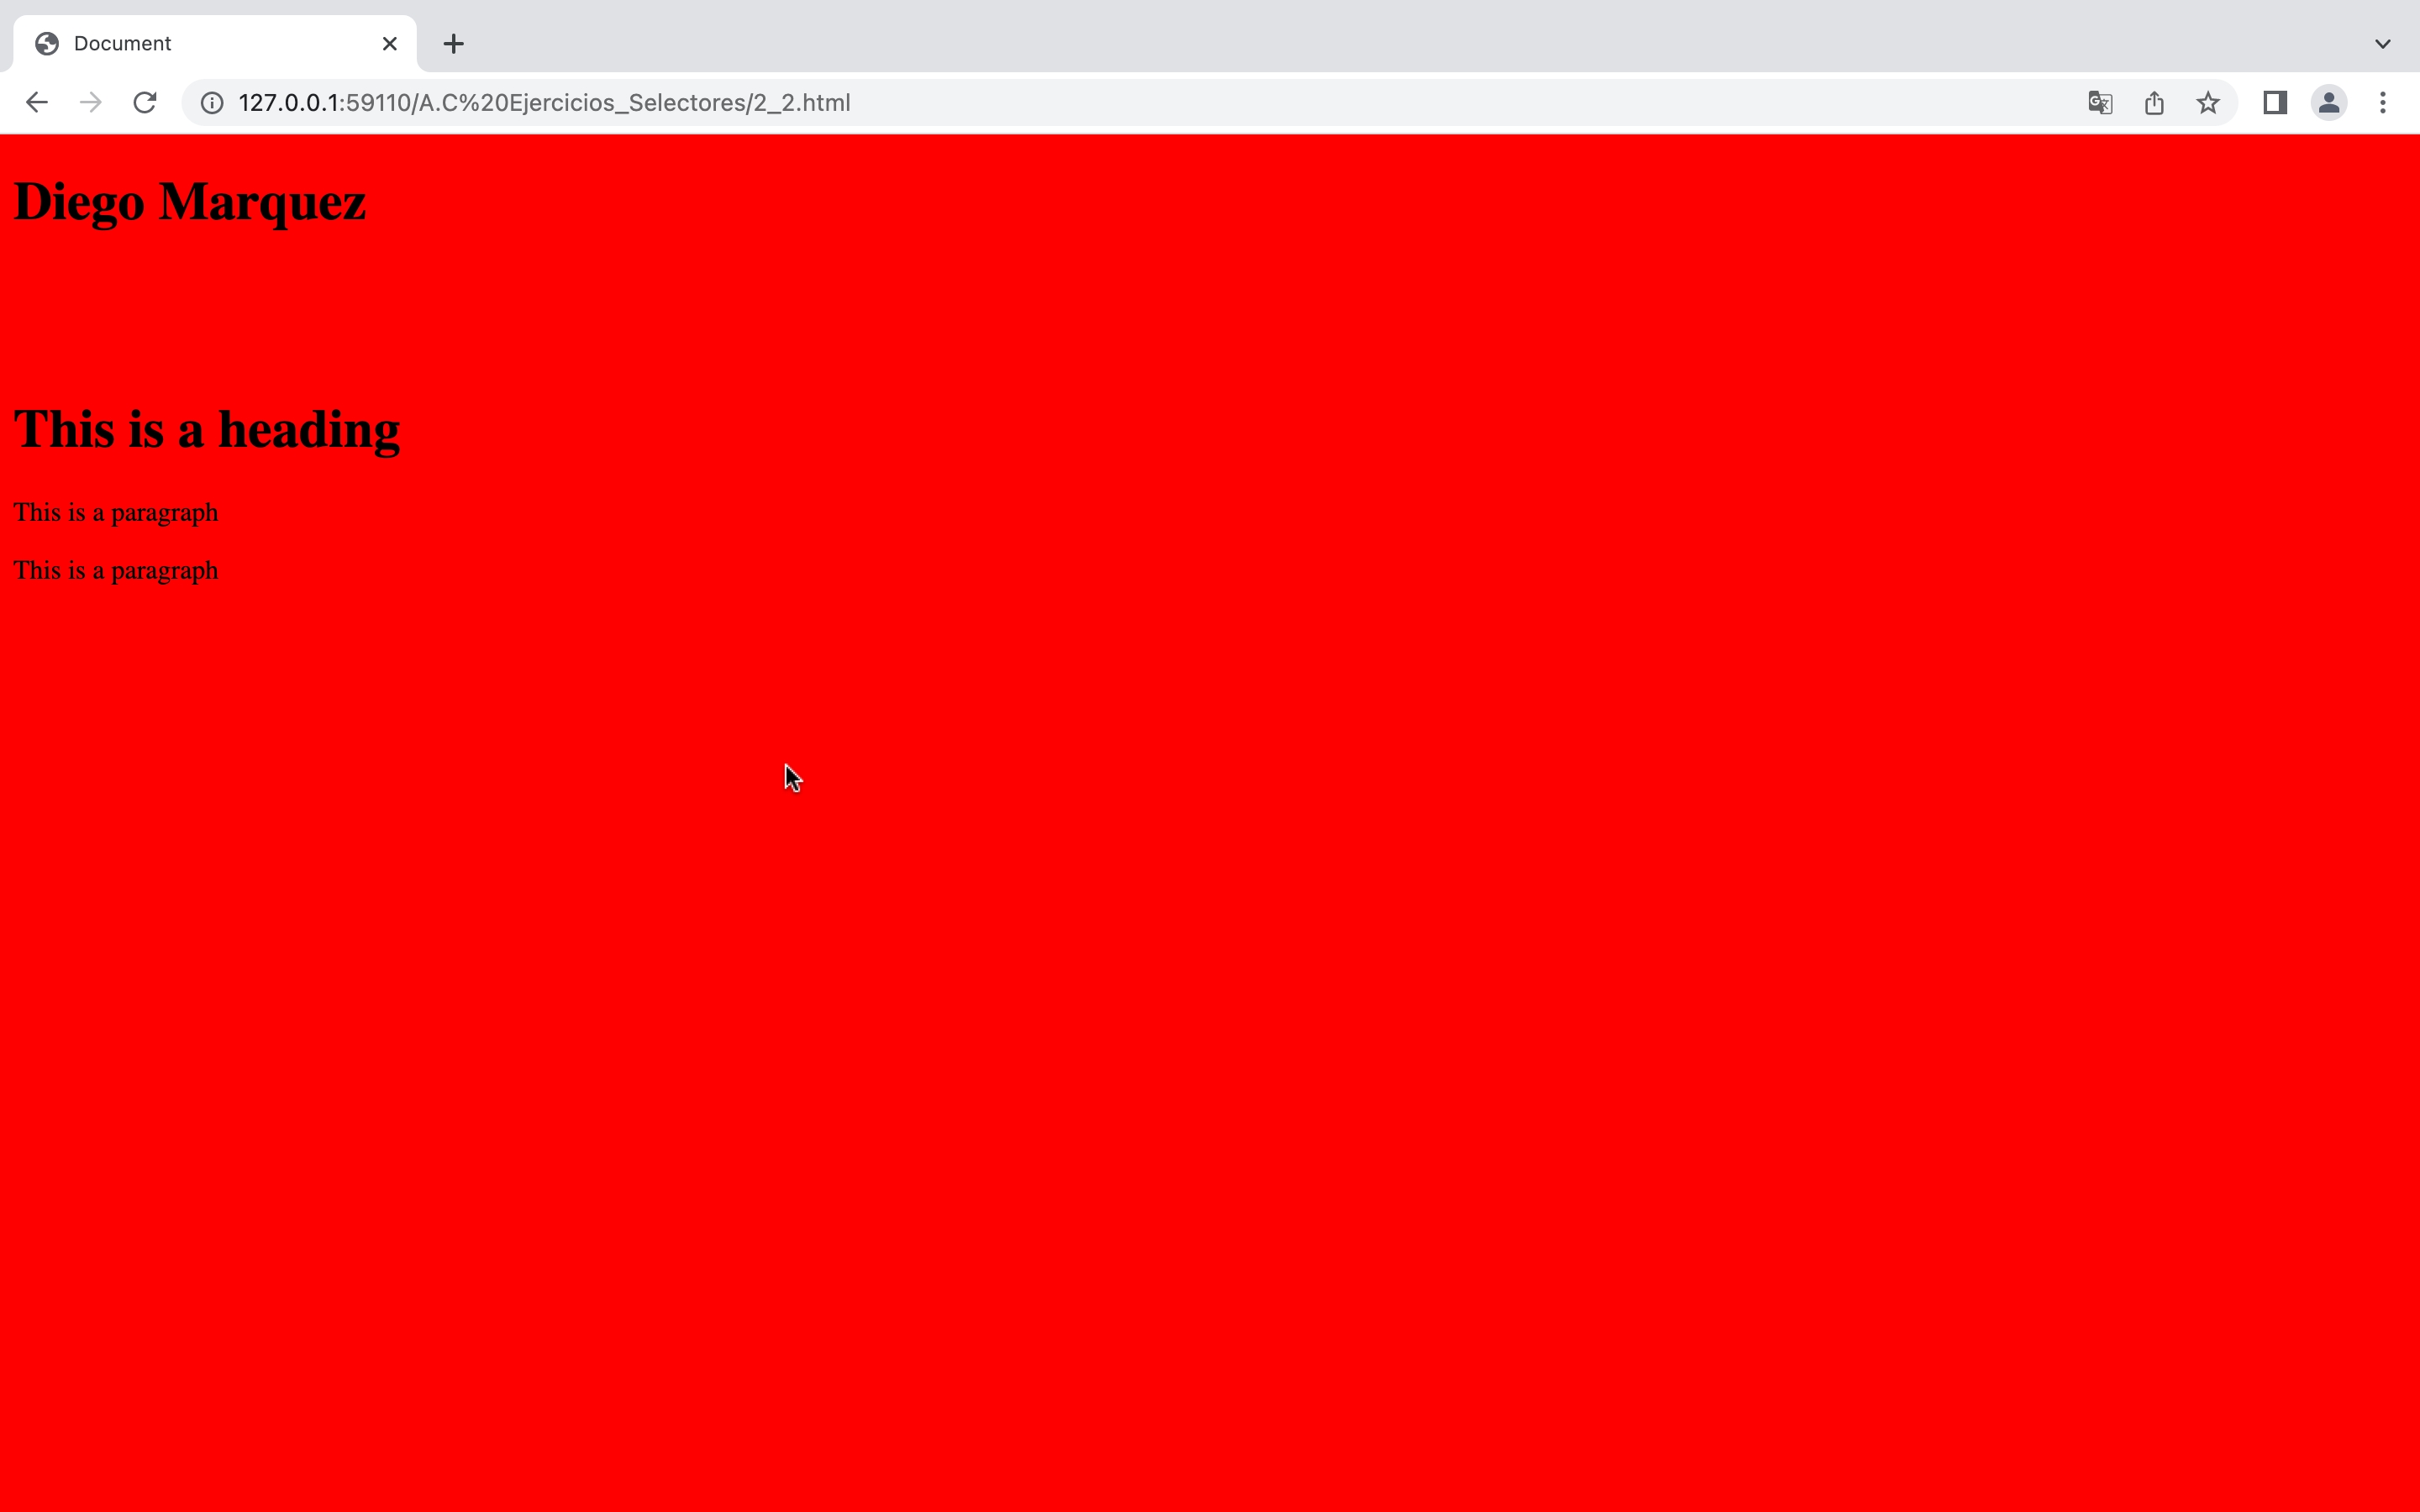 Document
127.0.0.1:59110/A.C%20Ejercicios_Selectores/2_2.html
Diego Marquez
This is a heading
This is a paragraph
This is a paragraph